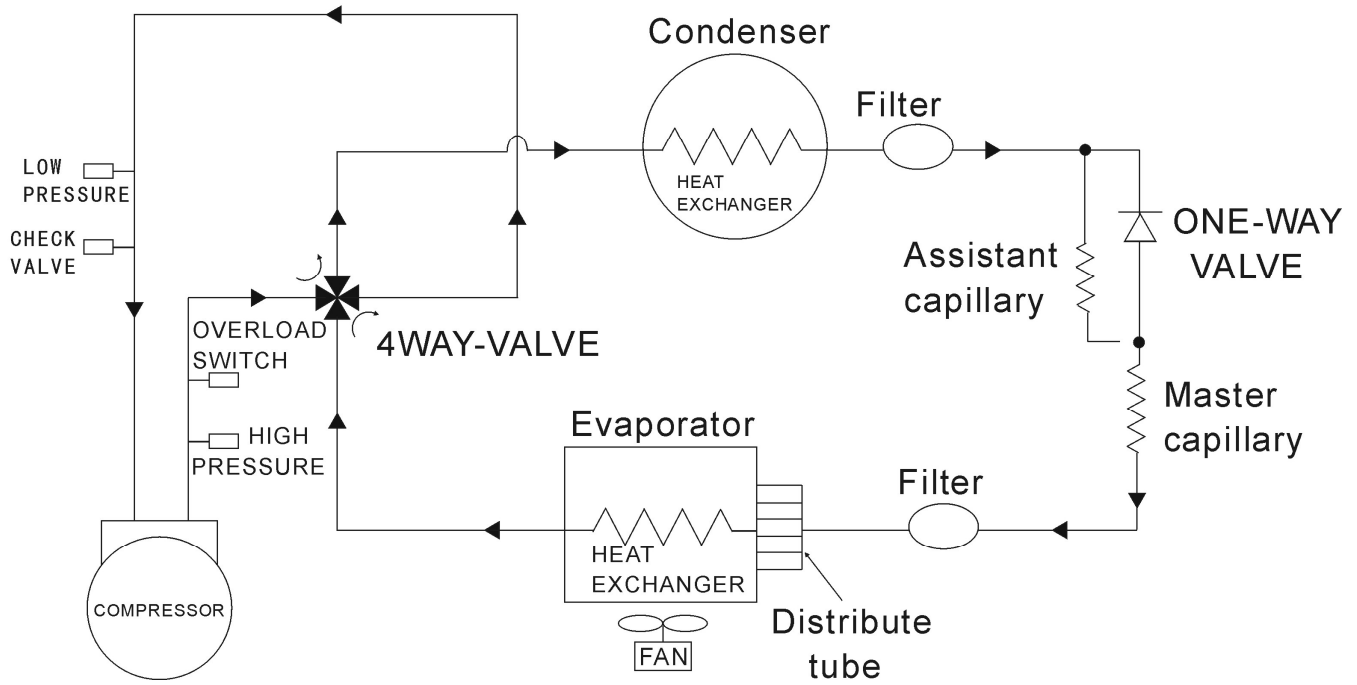 Condenser
HEAT
EXCHANGER
Filter
LOW
PRESSURE
CHECK
VALVE
ONE-WAY
VALVE
Assistant
capillary
OVERLOAD
SWITCH
4WAY-VALVE
HIGH
PRESSURE
Master
capillary
Evaporator
HEAT
EXCHANGER
Filter
COMPRESSOR
Distribute
tube
FAN